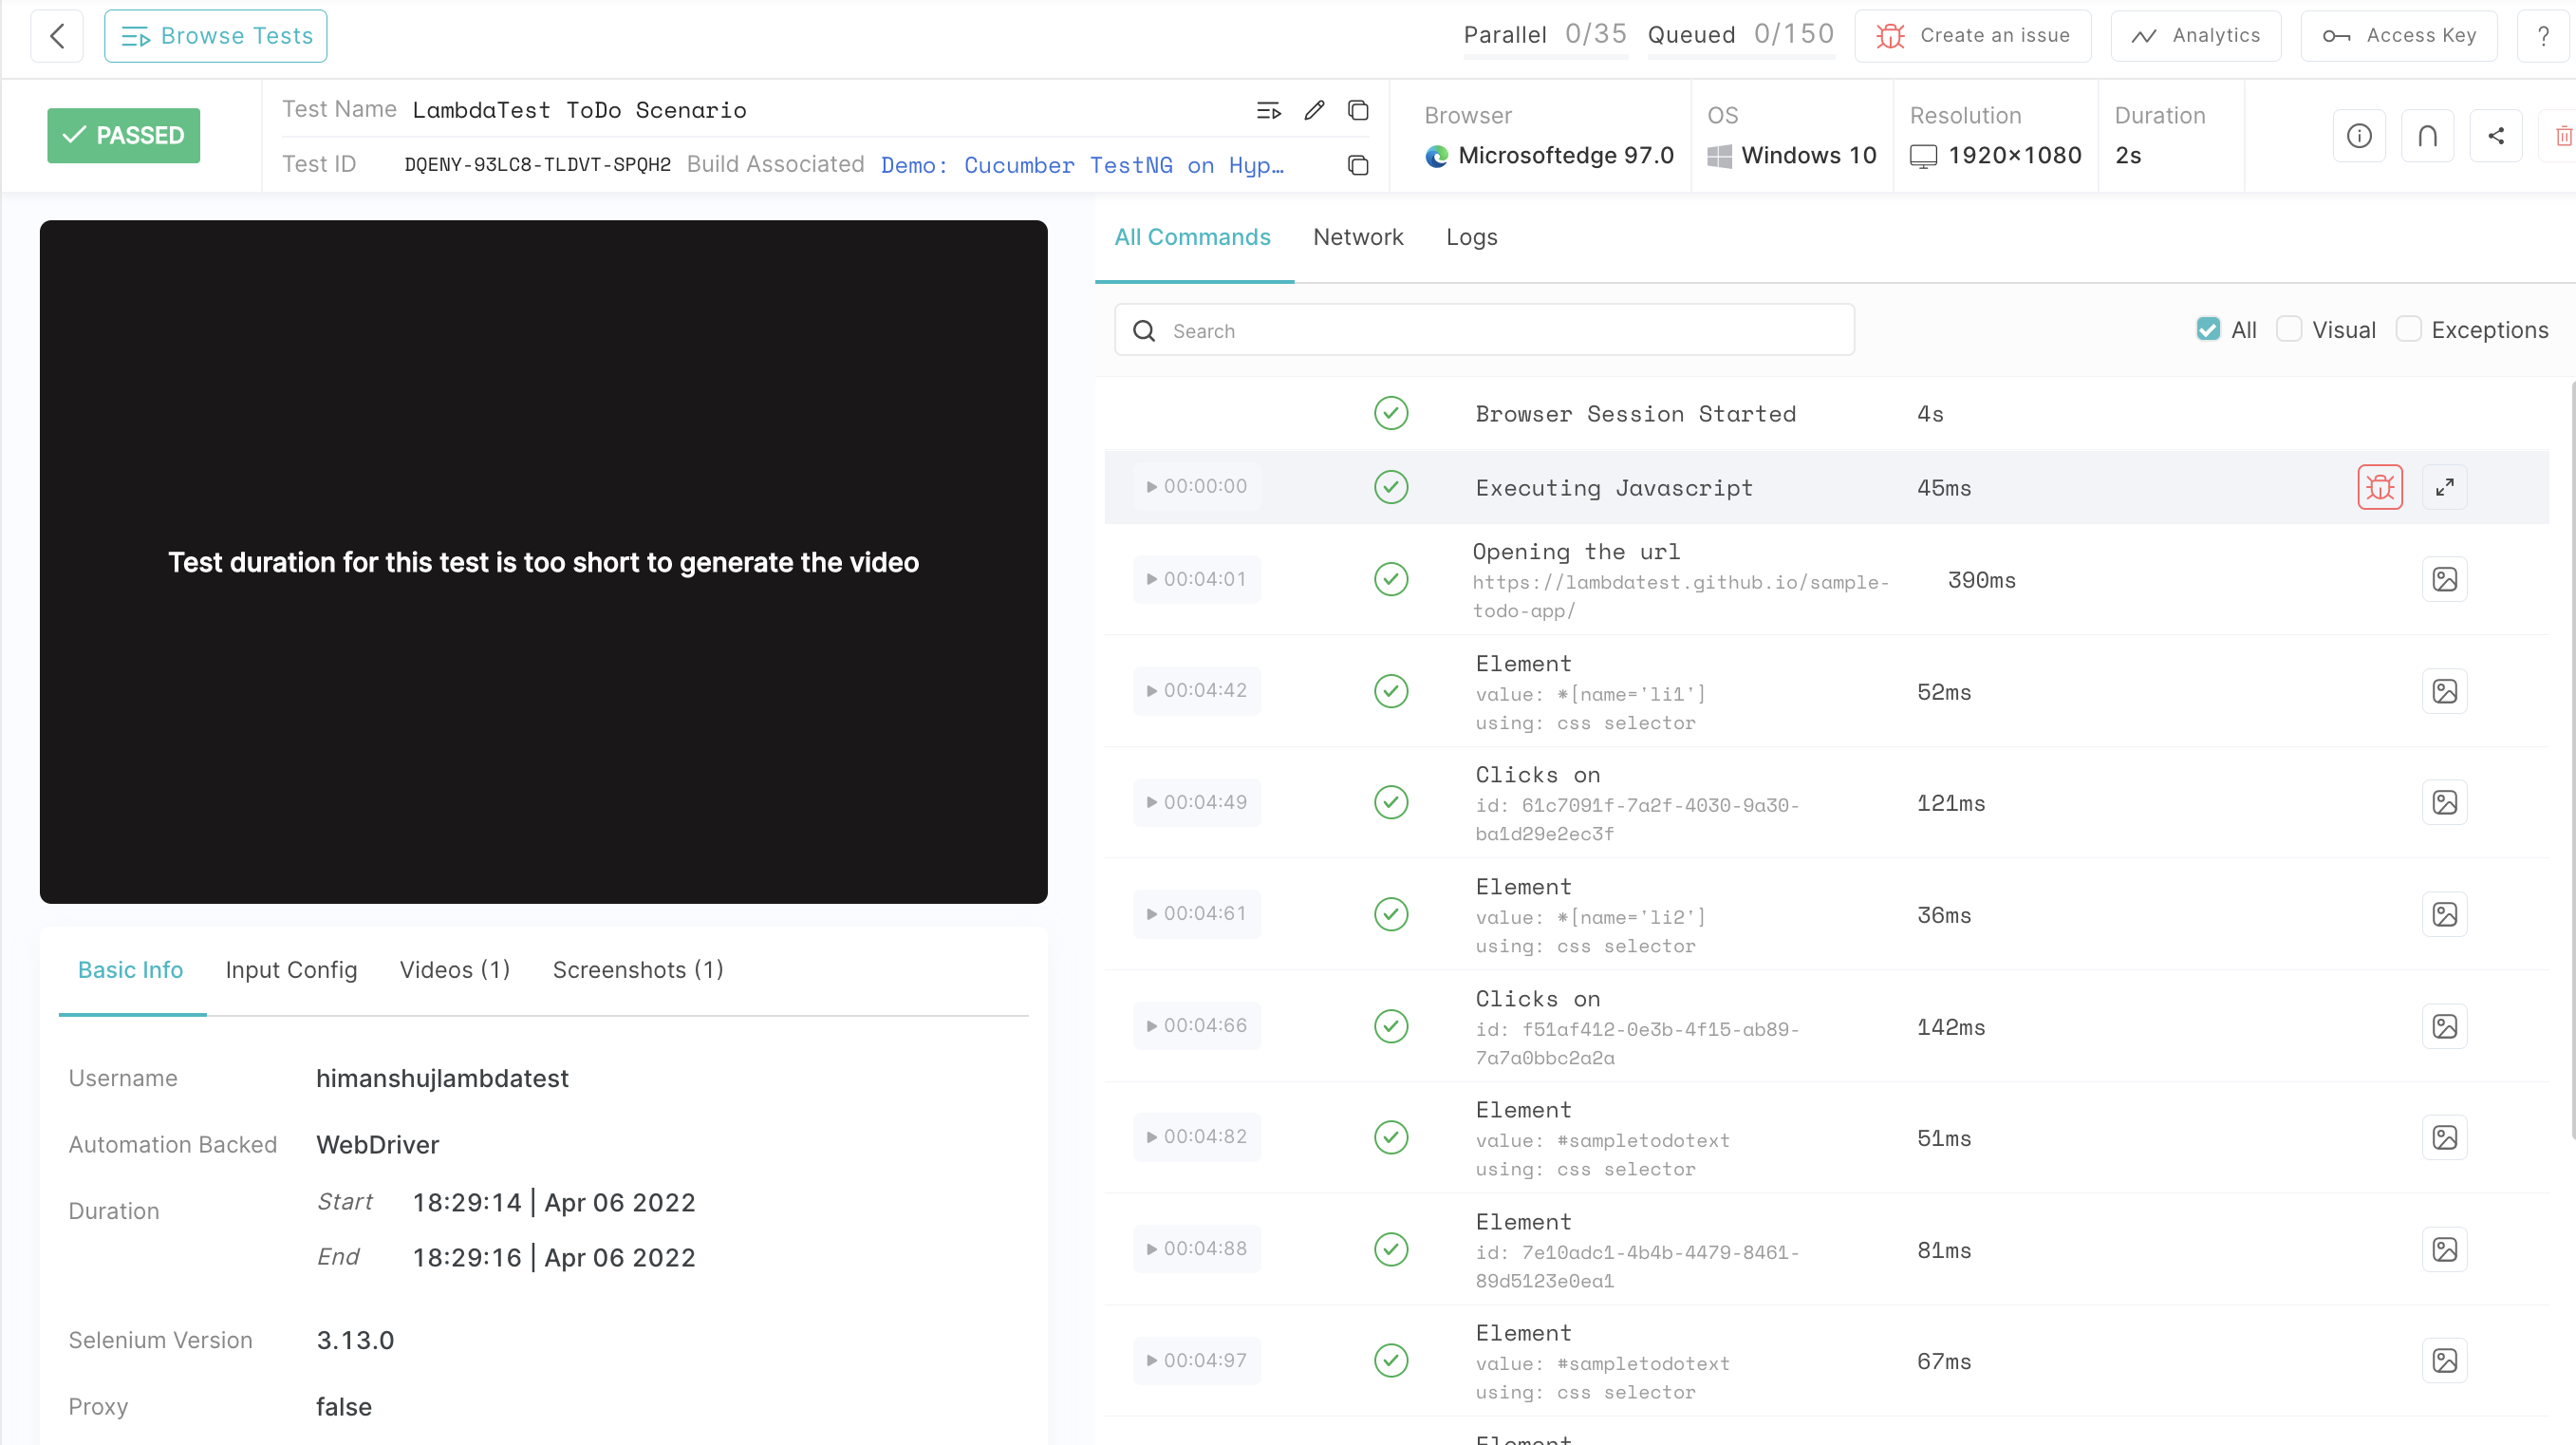 Browse Tests
Parallel 0/35 Queued 0/150 Create an issue Analytics Access Key ?
PASSED
Test Name LambdaTest ToDo Scenario
Test ID DQENY-93LC8-TLDVT-SPQH2 Build Associated Demo: Cucumber TestNG on Hyp…
Browser OS Resolution Duration
Microsoftedge 97.0 Windows 10 1920×1080 2s
Test duration for this test is too short to generate the video
Basic Info Input Config Videos (1) Screenshots (1)
Username himanshujlambdatest
Automation Backed WebDriver
Duration Start 18:29:14 | Apr 06 2022
End 18:29:16 | Apr 06 2022
Selenium Version 3.13.0
Proxy false
All Commands Network Logs
Search
All Visual Exceptions
Browser Session Started 4s
00:00:00 Executing Javascript 45ms
Opening the url
00:04:01 390ms
https://lambdatest.github.io/sample-
todo-app/
Element
00:04:42 52ms
value: *[name='li1']
using: css selector
Clicks on
00:04:49 121ms
id: 61c7091f-7a2f-4030-9a30-
ba1d29e2ec3f
Element
00:04:61 36ms
value: *[name='li2']
using: css selector
Clicks on
00:04:66 142ms
id: f51af412-0e3b-4f15-ab89-
7a7a0bbc2a2a
Element
00:04:82 51ms
value: #sampletodotext
using: css selector
Element
00:04:88 81ms
id: 7e10adc1-4b4b-4479-8461-
89d5123e0ea1
Element
00:04:97 67ms
value: #sampletodotext
using: css selector
Element